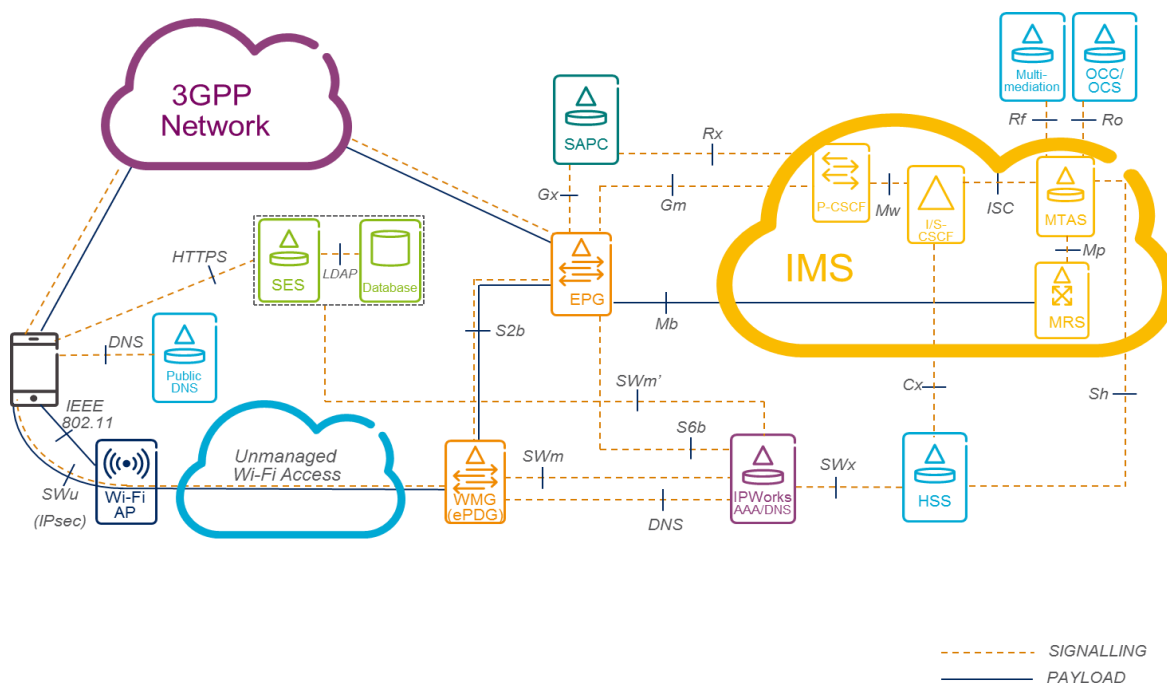 3GPP
Network
SAPC
Multi-
mediation
OCC/
OCS
Rf
Ro
Rx
Gx
Gm
P-CSCF
Mw
I/S-
CSCF
ISC
MTAS
Mp
MRS
IMS
HTTPS
SES
LDAP
Database
EPG
Mb
S2b
DNS
Public
DNS
IEEE
802.11
SWm’
Cx
Sh
S6b
Unmanaged
Wi-Fi Access
SWu
(IPsec)
Wi-Fi
AP
WMG
(ePDG)
SWm
DNS
IPWorks
AAA/DNS
SWx
HSS
SIGNALLING
PAYLOAD